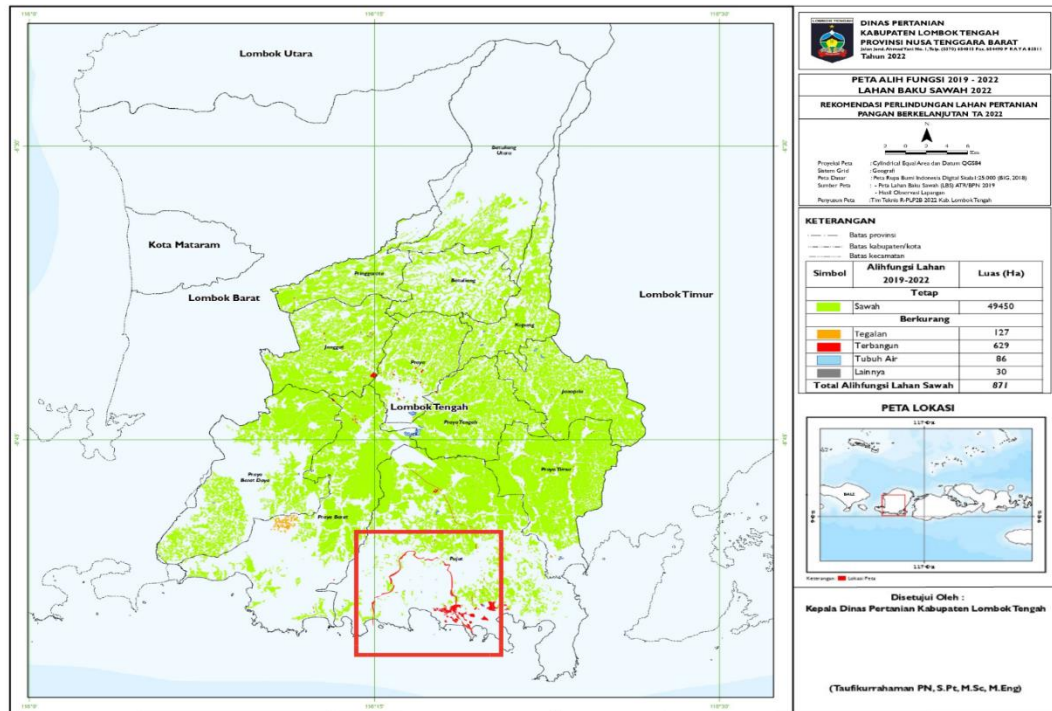 116°0'
116°15'
116°30'
Lombok Utara
Batukliang
Utara
Kota Mataram
Lombok Barat
Lombok Timur
Pringgarata
Batukliang
Kopang
Jonggat
Praya
Janapria
Lombok Tengah
Praya Tengah
Praya
Barat Daya
Praya Timur
Praya Barat
Pujut
DINAS PERTANIAN
KABUPATEN LOMBOK TENGAH
PROVINSI NUSA TENGGARA BARAT
Tahun 2022
PETA ALIH FUNGSI 2019 - 2022
LAHAN BAKU SAWAH 2022
REKOMENDASI PERLINDUNGAN LAHAN PERTANIAN
PANGAN BERKELANJUTAN TA 2022
Proyeksi Peta : Cylindrical Equal Area dan Datum QGS84
Sistem Grid : Geografi
Peta Dasar : Peta Rupa Bumi Indonesia Digital Skala 1:25.000 (BIG, 2018)
Sumber Peta : - Peta Lahan Baku Sawah (LBS) ATR/BPN 2019
- Hasil Observasi Lapangan
Penyusun Peta : Tim Teknis R-PLP2B 2022 Kab. Lombok Tengah
KETERANGAN
Batas provinsi
Batas kabupaten/kota
Batas kecamatan
Simbol Alihfungsi Lahan 2019-2022 Luas (Ha)
Tetap
Sawah 49450
Berkurang
Tegalan 127
Terbangun 629
Tubuh Air 86
Lainnya 30
Total Alihfungsi Lahan Sawah 871
PETA LOKASI
BALI
Keterangan: Lokasi Peta
Disetujui Oleh :
Kepala Dinas Pertanian Kabupaten Lombok Tengah
(Taufikurrahaman PN, S.Pt, M.Sc, M.Eng)